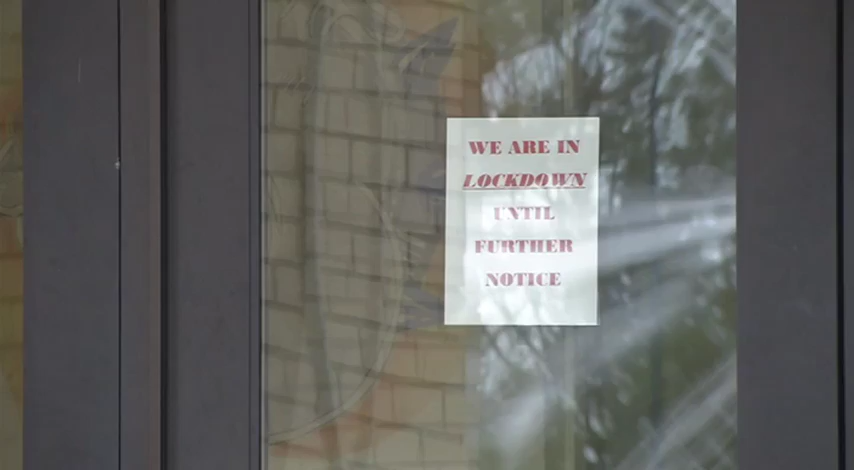 WE ARE IN
LOCKDOWN
UNTIL
FURTHER
NOTICE